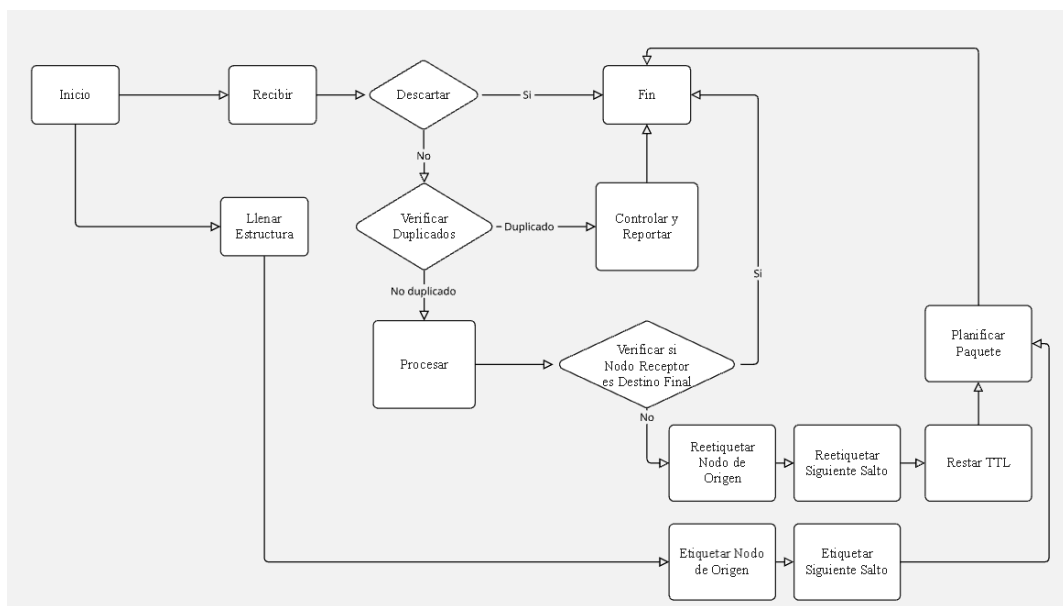 Inicio
Recibir
Descartar
Si
Fin
No
Llenar
Estructura
Verificar
Duplicados
Duplicado
Controlar y
Reportar
Si
No duplicado
Procesar
Verificar si
Nodo Receptor
es Destino Final
Planificar
Paquete
No
Reetiquetar
Nodo de
Origen
Reetiquetar
Siguiente Salto
Restar TTL
Etiquetar Nodo
de Origen
Etiquetar
Siguiente Salto